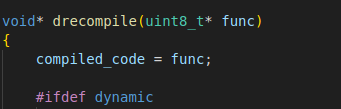 void* drecompile(uint8_t* func)
{
    compiled_code = func;
    #ifdef dynamic